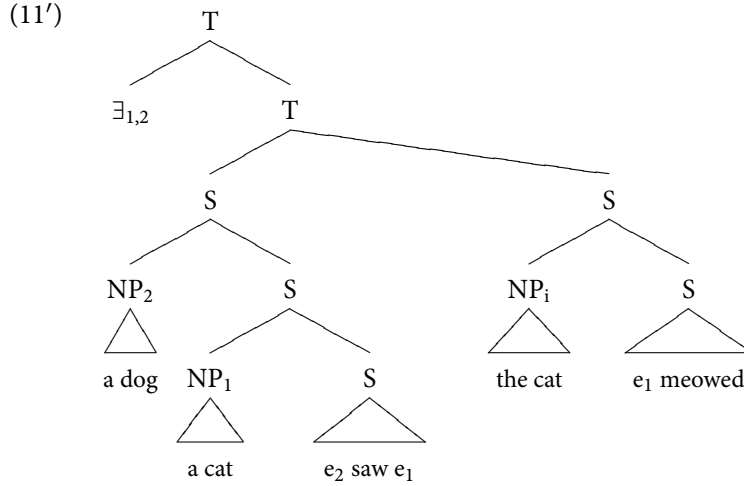 (11′)
T
∃1,2 T
S S
NP2 S NPi S
a dog NP1 S the cat e1 meowed
a cat e2 saw e1